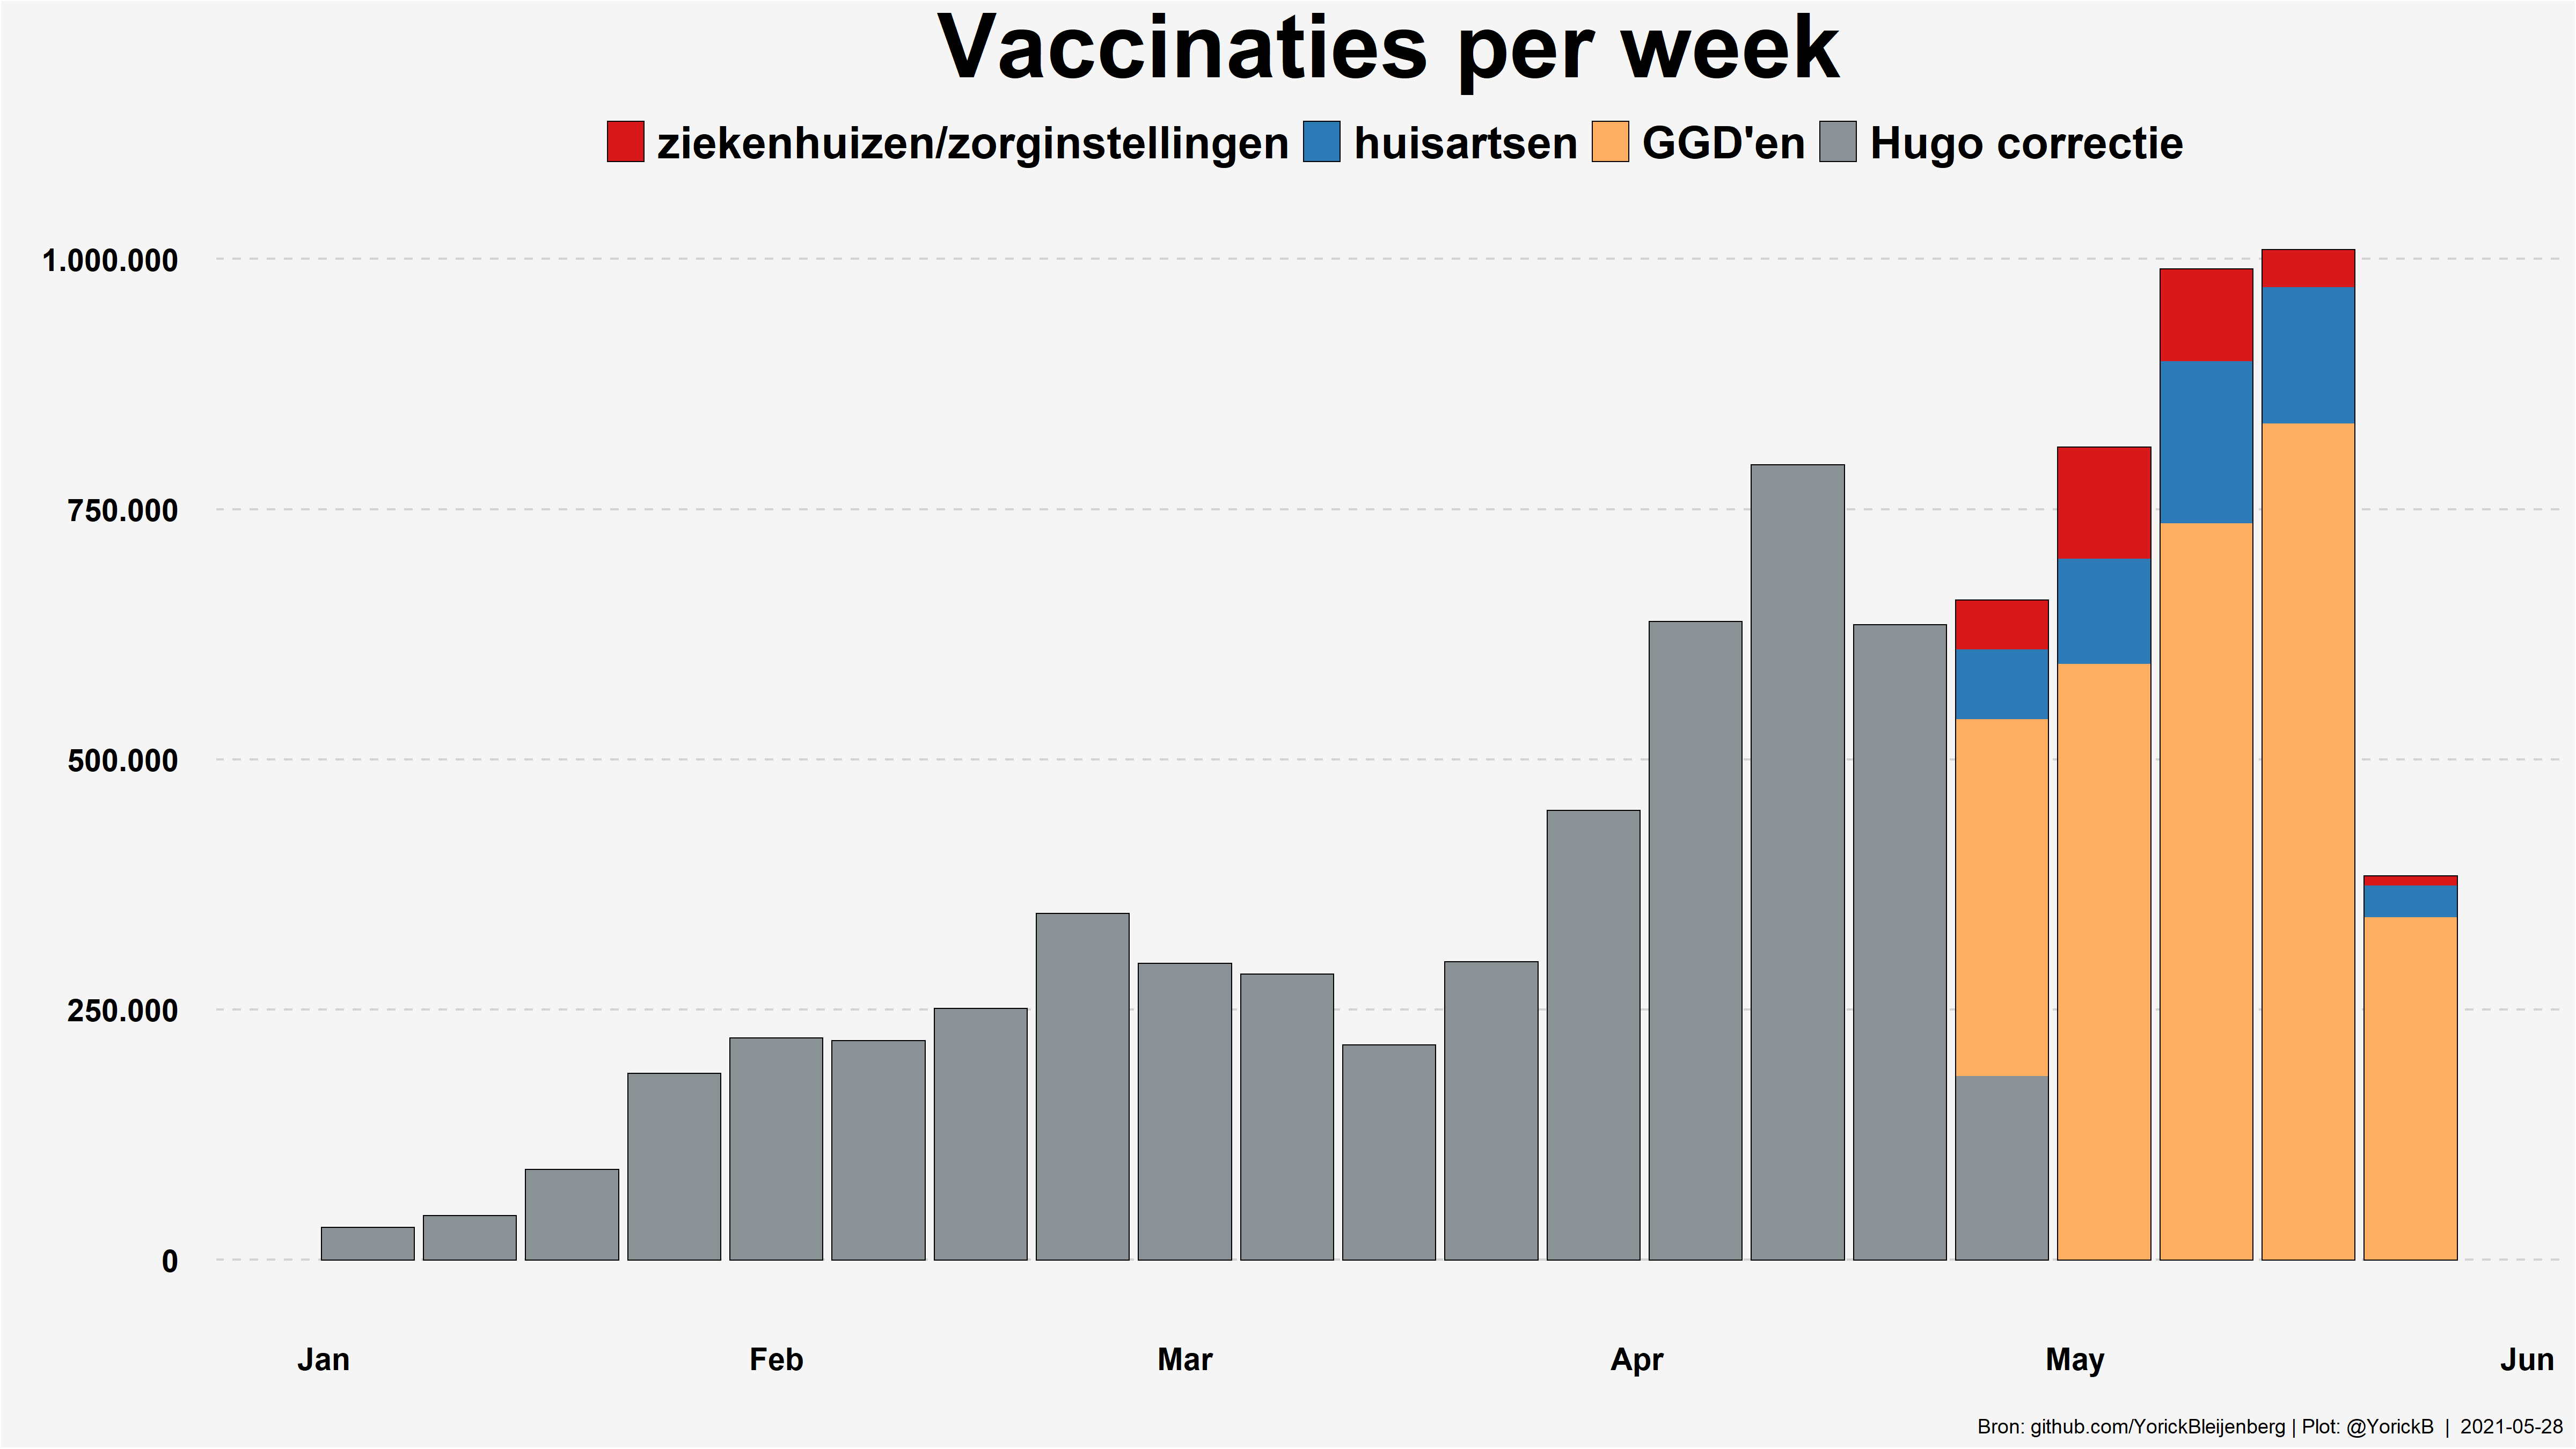 Vaccinaties per week
ziekenhuizen/zorginstellingen huisartsen GGD'en Hugo correctie
1.000.000
750.000
500.000
250.000
0
Jan Feb Mar Apr May Jun
Bron: github.com/YorickBleijenberg | Plot: @YorickB | 2021-05-28